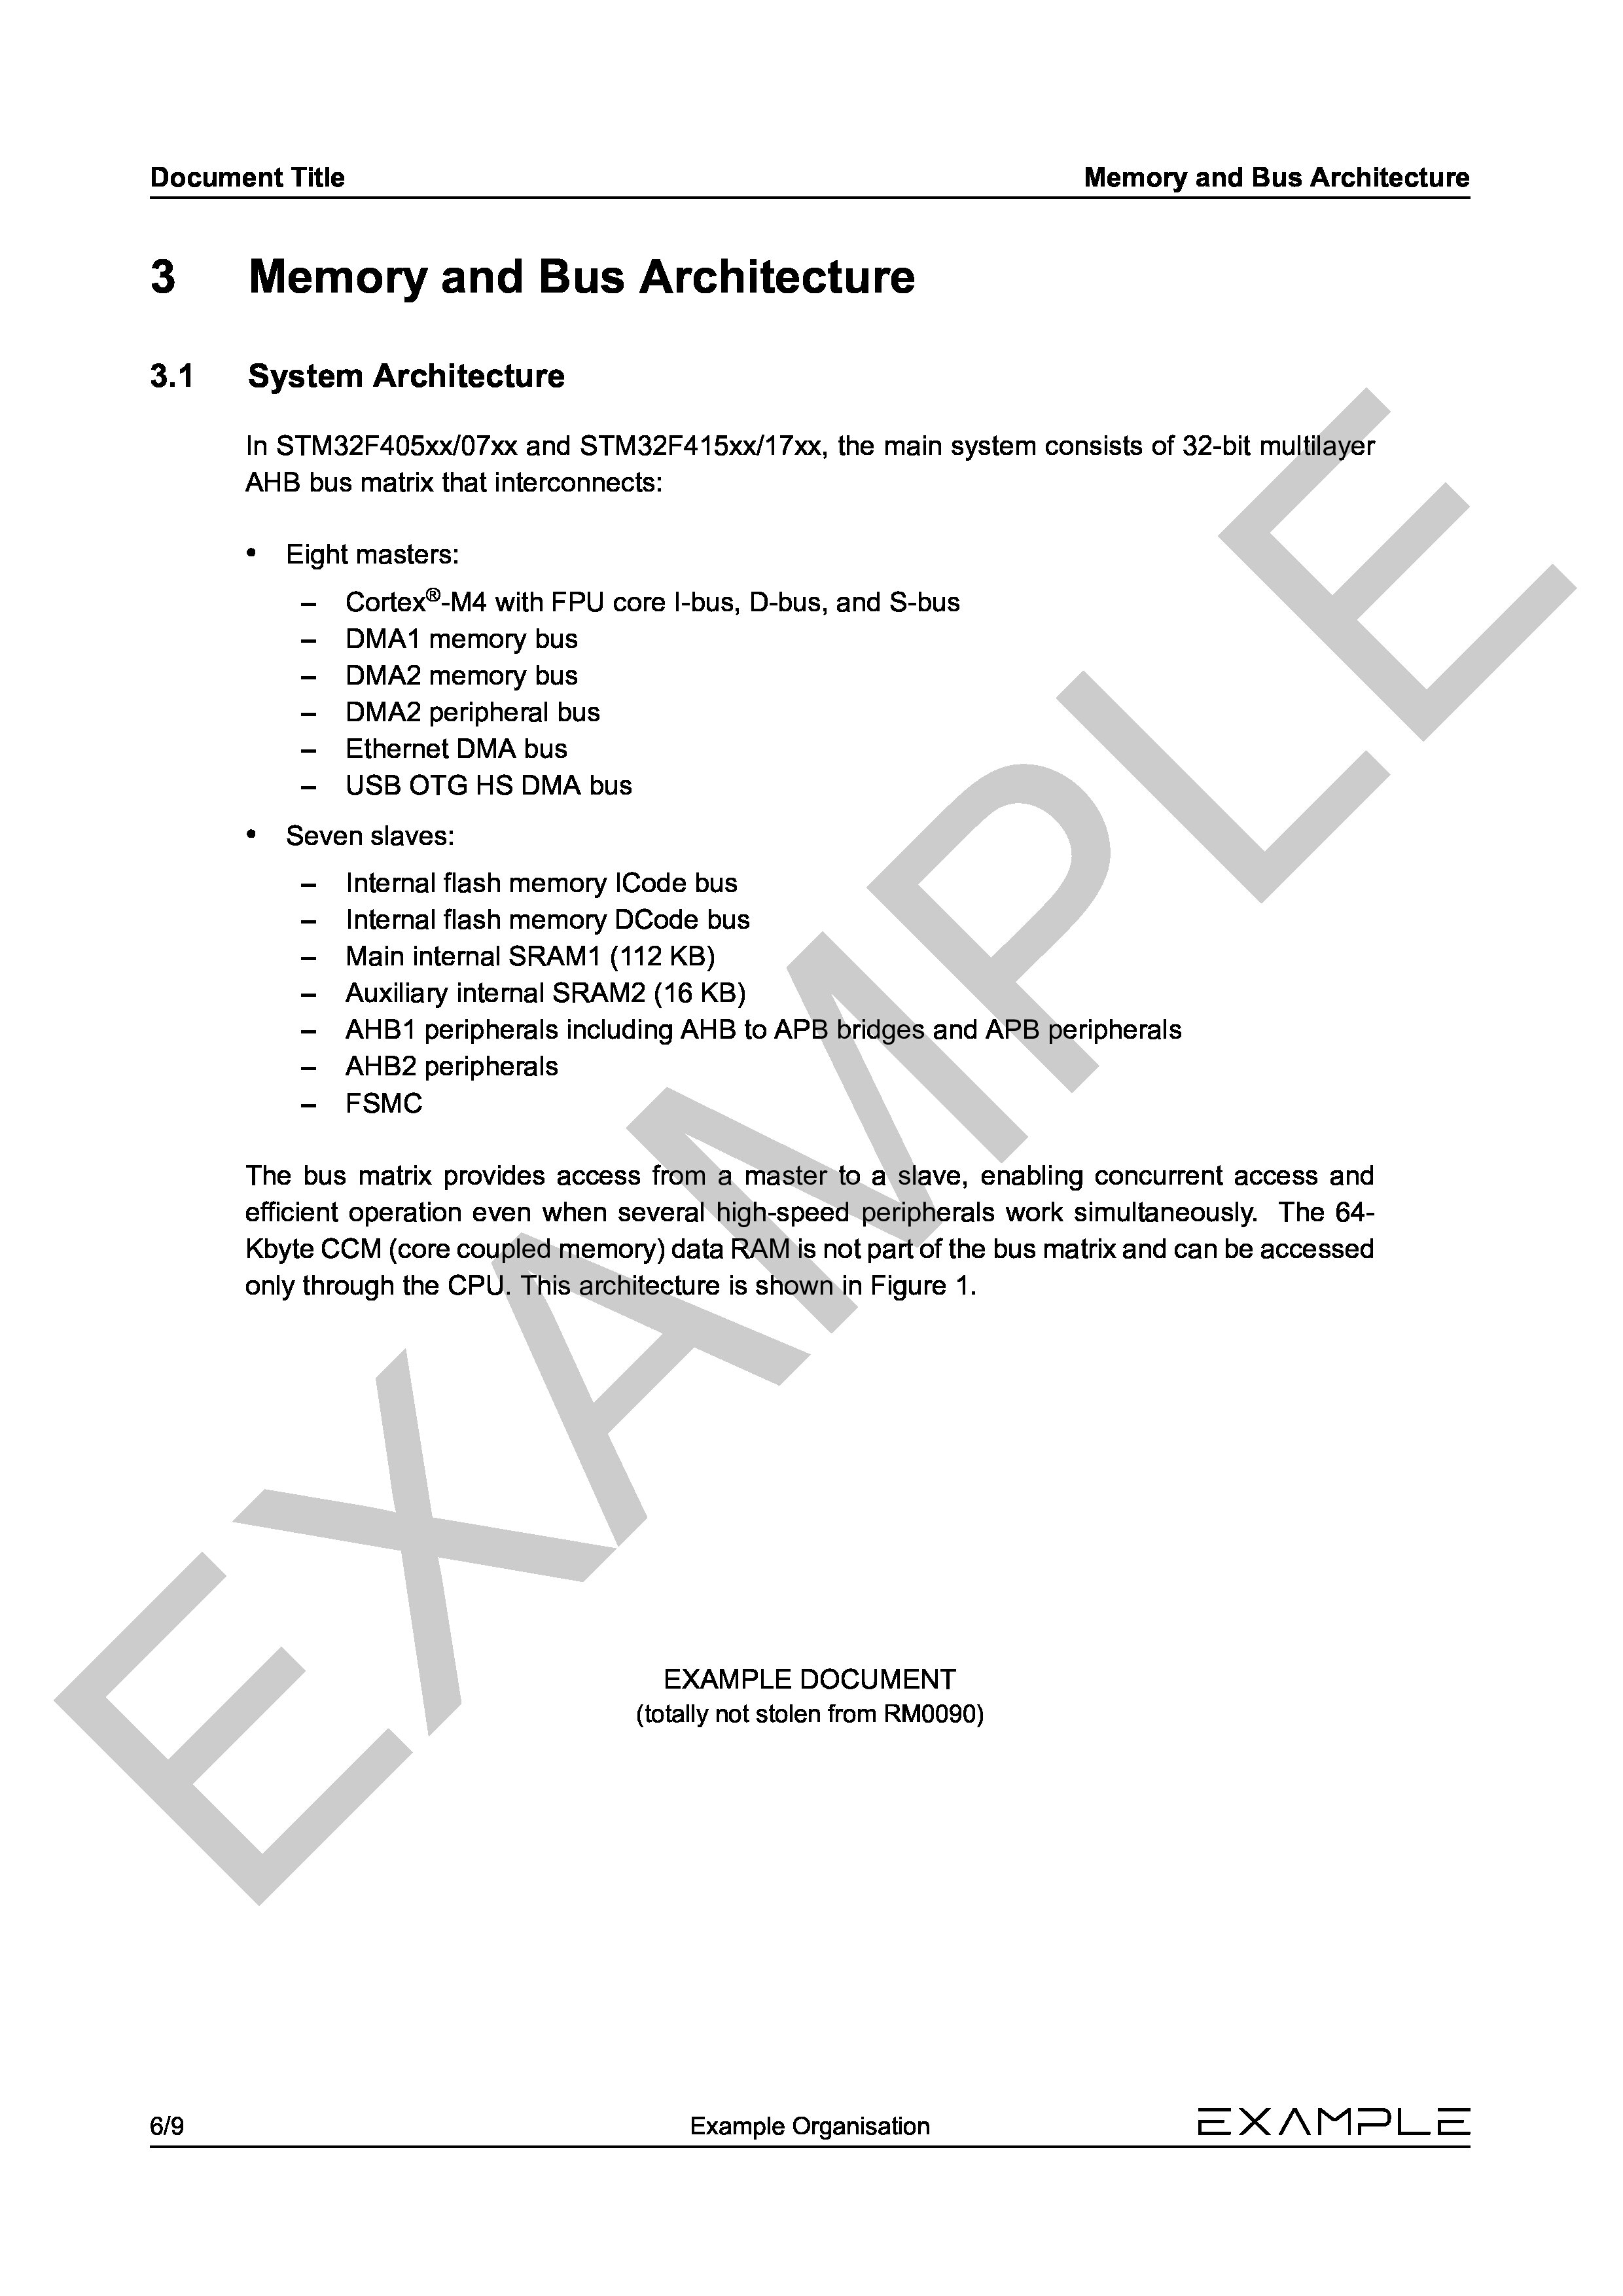 Document Title
Memory and Bus Architecture
3 Memory and Bus Architecture
3.1 System Architecture
In STM32F405xx/07xx and STM32F415xx/17xx, the main system consists of 32-bit multilayer
AHB bus matrix that interconnects:
• Eight masters:
– Cortex®-M4 with FPU core I-bus, D-bus, and S-bus
– DMA1 memory bus
– DMA2 memory bus
– DMA2 peripheral bus
– Ethernet DMA bus
– USB OTG HS DMA bus
• Seven slaves:
– Internal flash memory ICode bus
– Internal flash memory DCode bus
– Main internal SRAM1 (112 KB)
– Auxiliary internal SRAM2 (16 KB)
– AHB1 peripherals including AHB to APB bridges and APB peripherals
– AHB2 peripherals
– FSMC
The bus matrix provides access from a master to a slave, enabling concurrent access and
efficient operation even when several high-speed peripherals work simultaneously. The 64-
Kbyte CCM (core coupled memory) data RAM is not part of the bus matrix and can be accessed
only through the CPU. This architecture is shown in Figure 1.
EXAMPLE
EXAMPLE DOCUMENT
(totally not stolen from RM0090)
6/9
Example Organisation
EXAMPLE